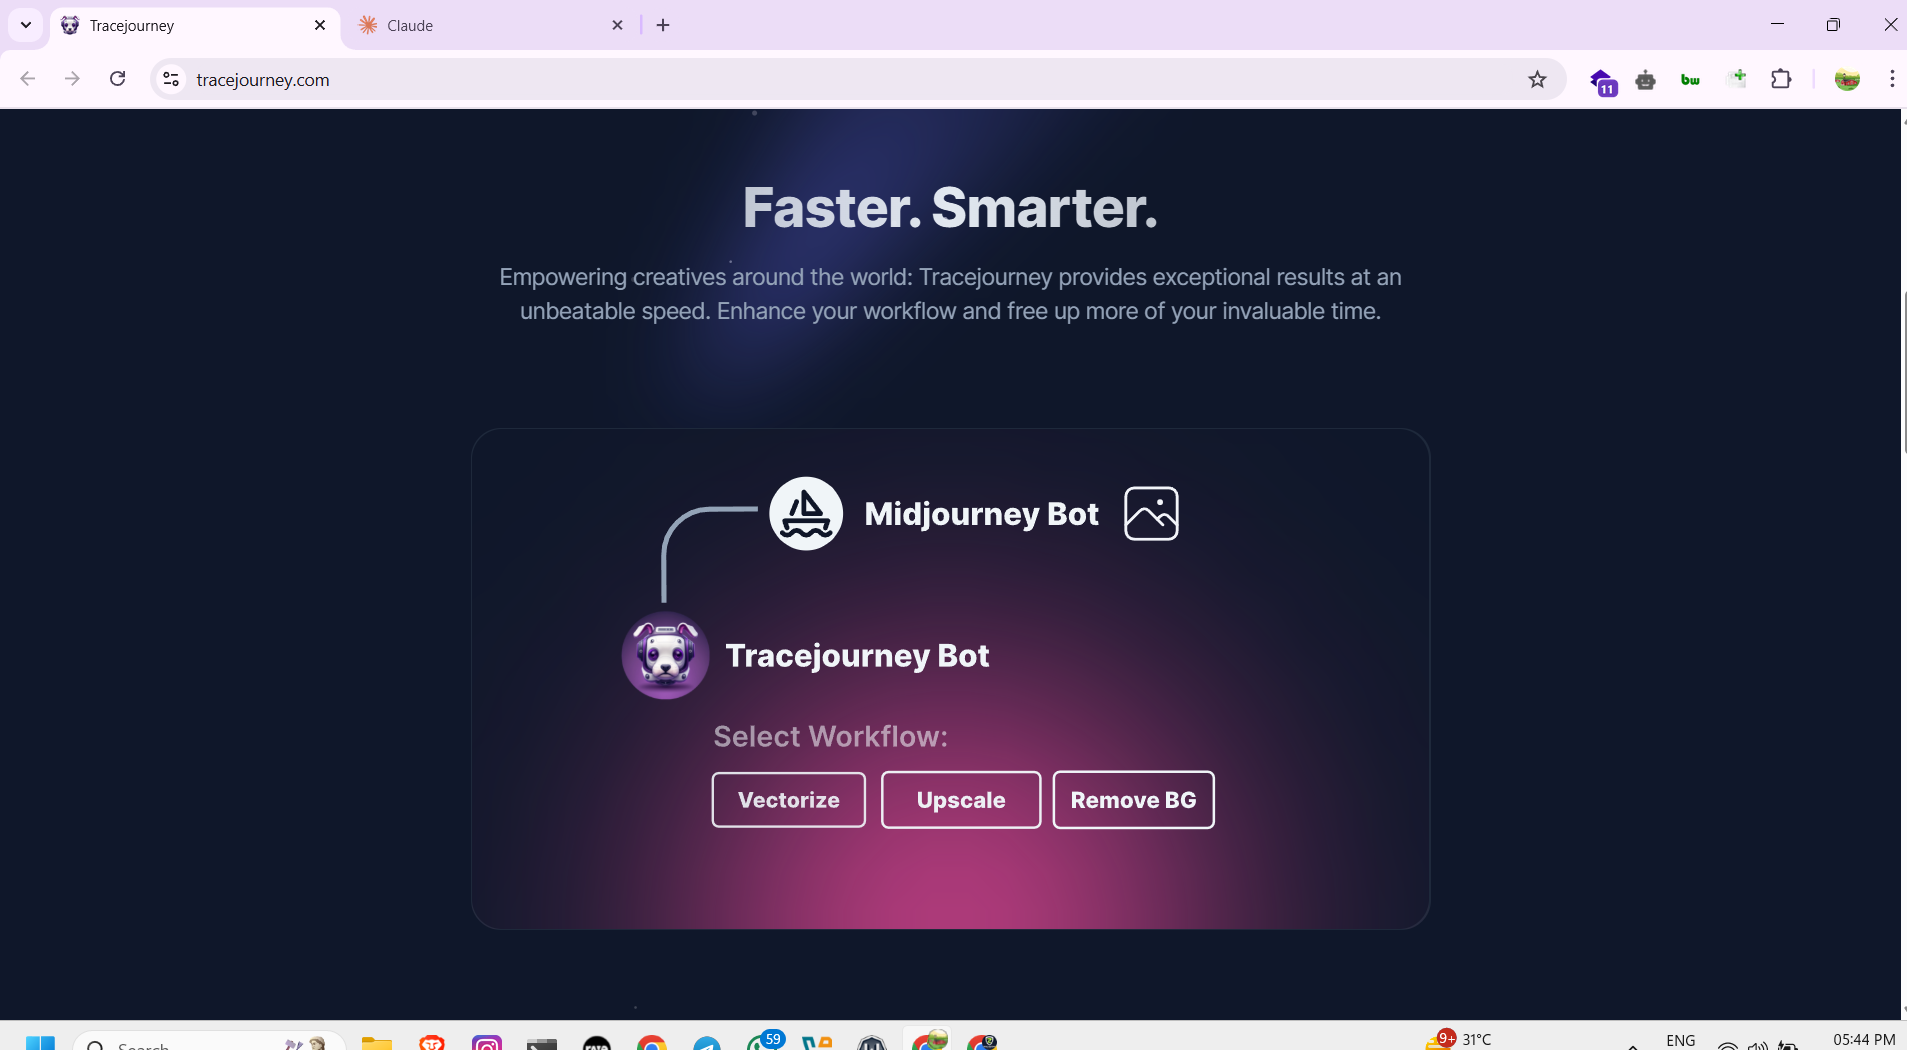 Tracejourney
Claude
tracejourney.com
11
bw
Faster. Smarter.
Empowering creatives around the world: Tracejourney provides exceptional results at an
unbeatable speed. Enhance your workflow and free up more of your invaluable time.
Midjourney Bot
Tracejourney Bot
Select Workflow:
Vectorize
Upscale
Remove BG
Search
59
9+
31°C
ENG
05:44 PM